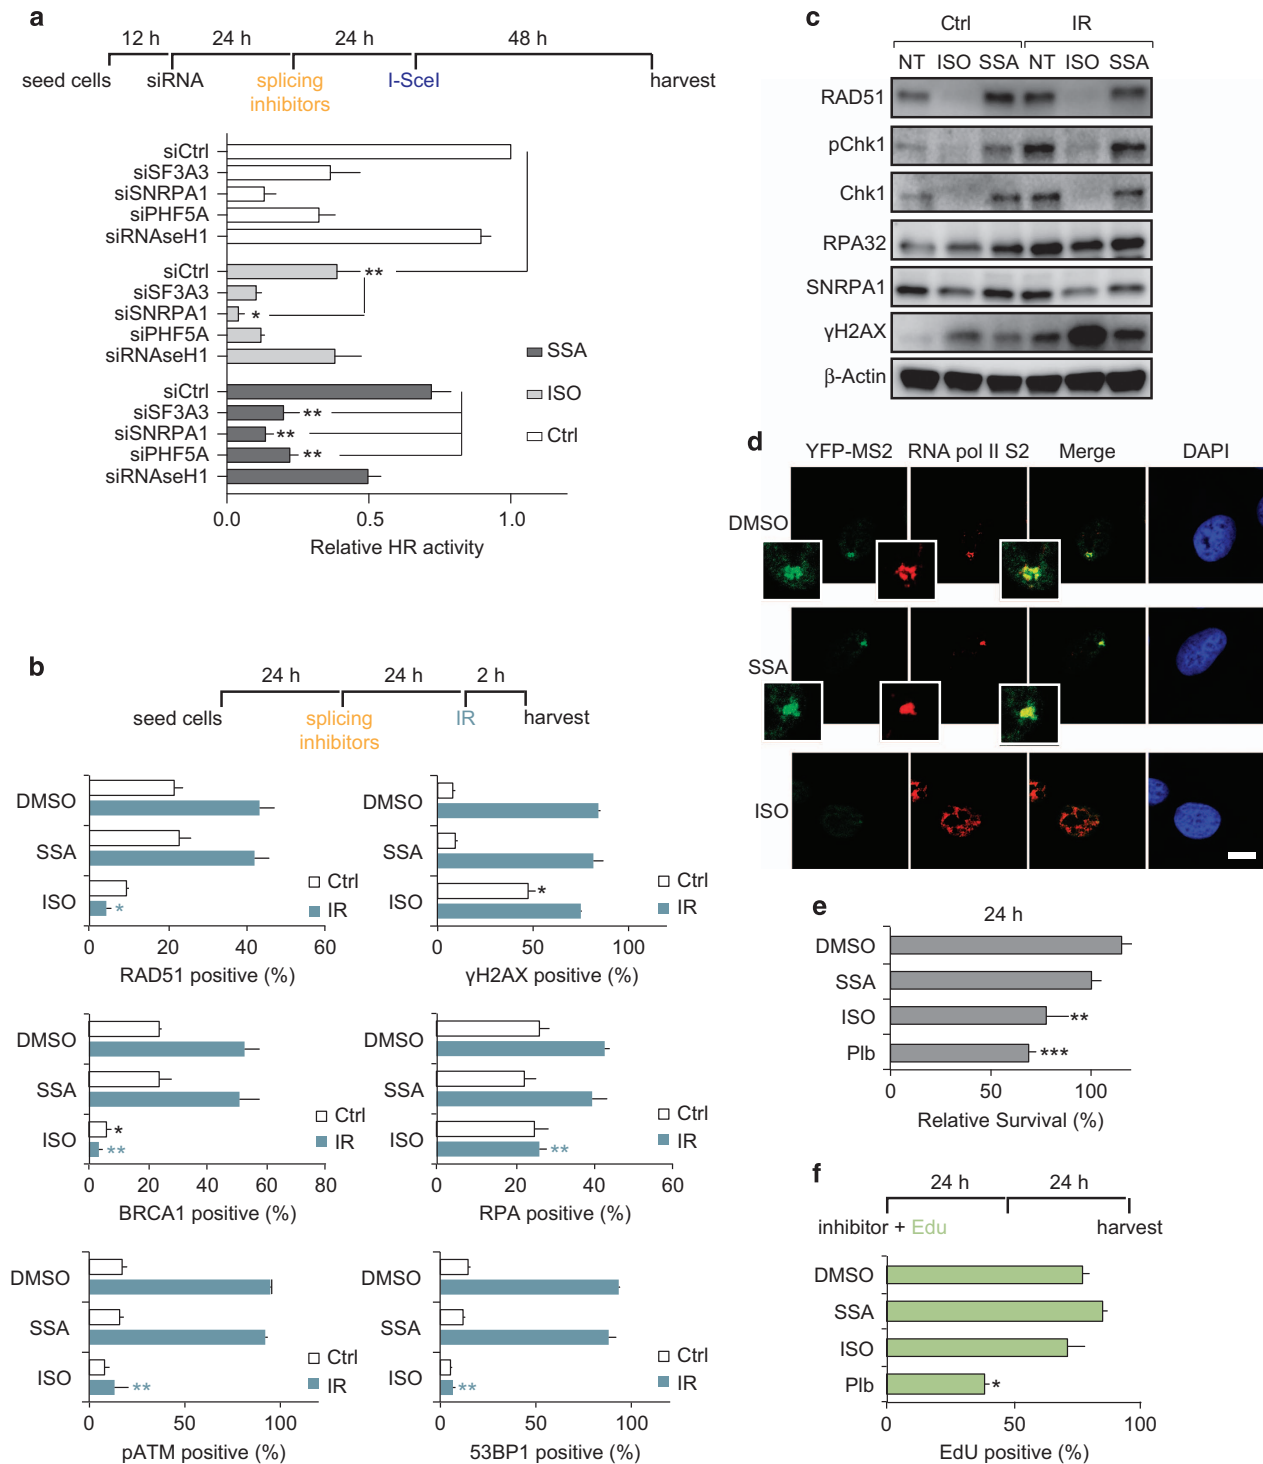 a
12 h 24 h 24 h 48 h
seed cells siRNA splicing inhibitors I-SceI harvest
siCtrl
siSF3A3
siSNRPA1
siPHF5A
siRNAseH1
siCtrl **
siSF3A3
siSNRPA1 *
siPHF5A
siRNAseH1
siCtrl
siSF3A3 **
siSNRPA1 **
siPHF5A **
siRNAseH1
SSA
ISO
Ctrl
0.0 0.5 1.0
Relative HR activity
b
24 h 24 h 2 h
seed cells splicing inhibitors IR harvest
DMSO
SSA
ISO *
Ctrl
IR
0 20 40 60
RAD51 positive (%)
DMSO
SSA
ISO *
Ctrl
IR
0 50 100
γH2AX positive (%)
DMSO
SSA
ISO * **
Ctrl
IR
0 20 40 60 80
BRCA1 positive (%)
DMSO
SSA
ISO **
Ctrl
IR
0 20 40 60
RPA positive (%)
DMSO
SSA
ISO **
Ctrl
IR
0 50 100
pATM positive (%)
DMSO
SSA
ISO **
Ctrl
IR
0 50 100
53BP1 positive (%)
c
Ctrl IR
NT ISO SSA NT ISO SSA
RAD51
pChk1
Chk1
RPA32
SNRPA1
γH2AX
β-Actin
d
YFP-MS2 RNA pol II S2 Merge DAPI
DMSO
SSA
ISO
e
24 h
DMSO
SSA
ISO **
Plb ***
0 50 100
Relative Survival (%)
f
24 h 24 h
inhibitor + Edu harvest
DMSO
SSA
ISO
Plb *
0 50 100
EdU positive (%)